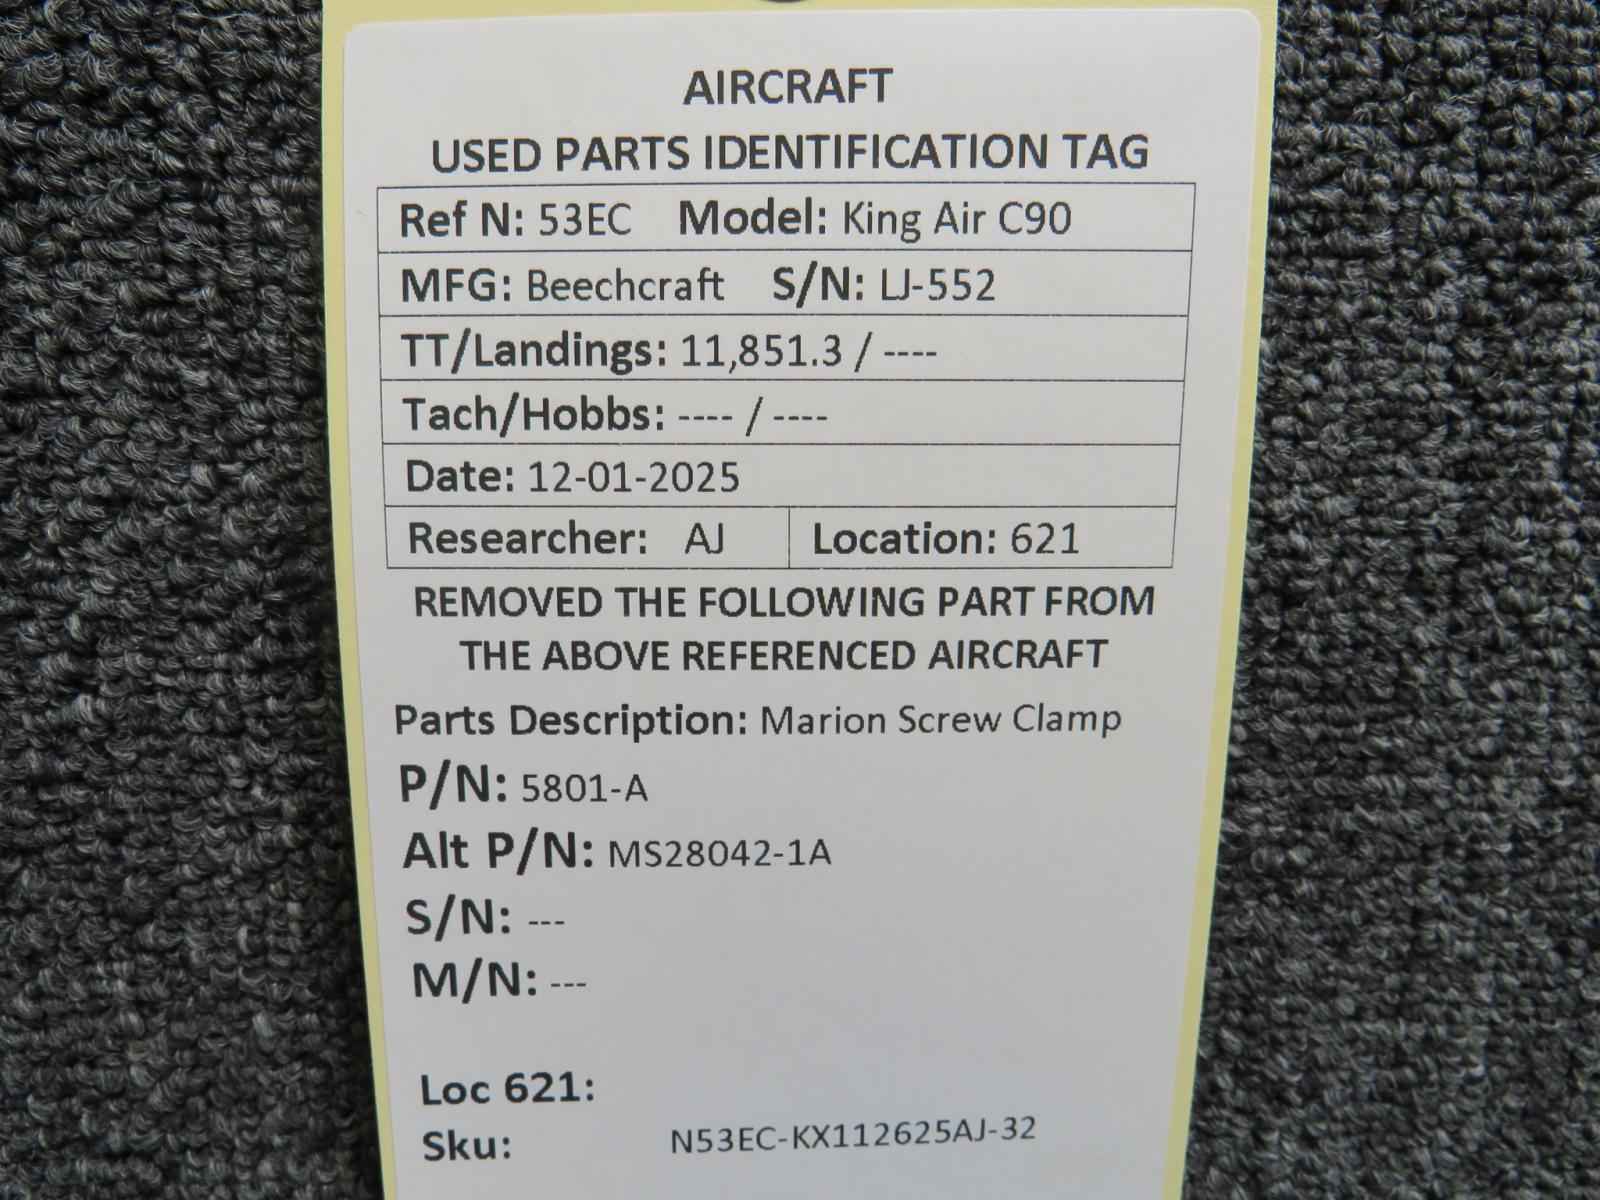 AIRCRAFT
USED PARTS IDENTIFICATION TAG
Ref N: 53EC Model: King Air C90
MFG: Beechcraft S/N: LJ-552
TT/Landings: 11,851.3 / ----
Tach/Hobbs: ---- / ----
Date: 12-01-2025
Researcher: AJ Location: 621
REMOVED THE FOLLOWING PART FROM
THE ABOVE REFERENCED AIRCRAFT
Parts Description: Marion Screw Clamp
P/N: 5801-A
Alt P/N: MS28042-1A
S/N: ---
M/N: ---
Loc 621:
Sku: N53EC-KX112625AJ-32